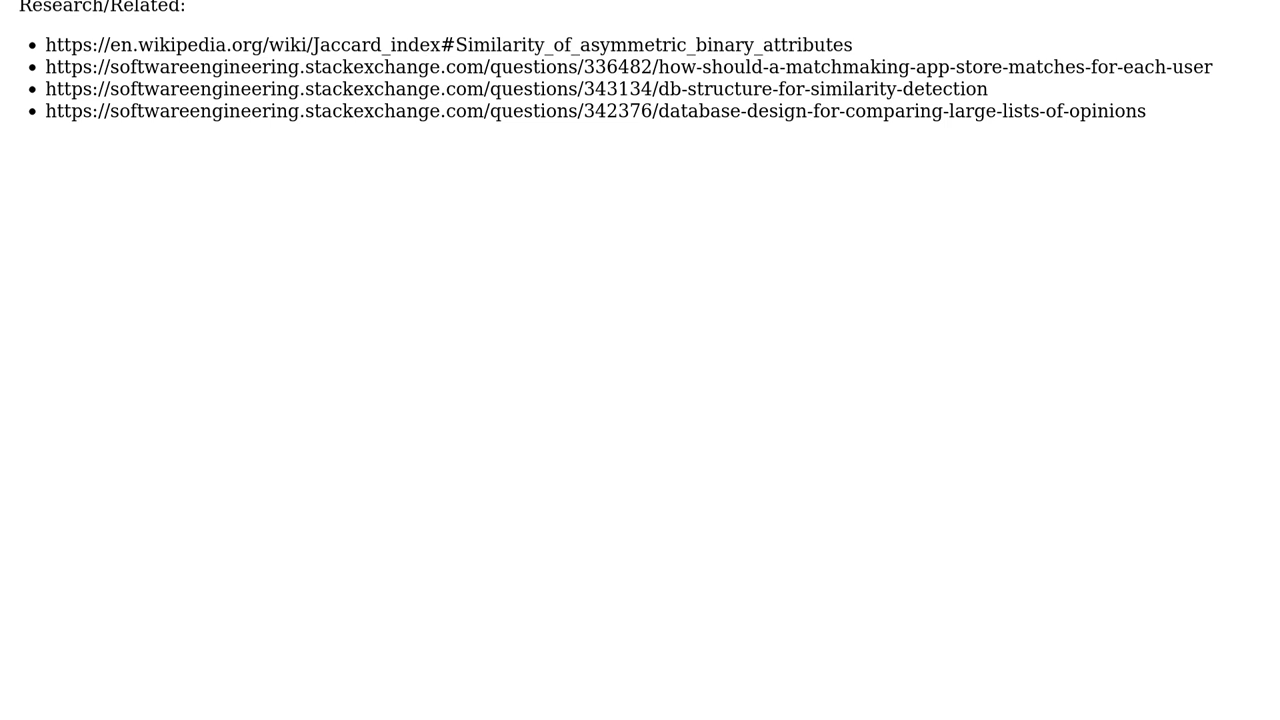 Research/Related:
https://en.wikipedia.org/wiki/Jaccard_index#Similarity_of_asymmetric_binary_attributes
https://softwareengineering.stackexchange.com/questions/336482/how-should-a-matchmaking-app-store-matches-for-each-user
https://softwareengineering.stackexchange.com/questions/343134/db-structure-for-similarity-detection
https://softwareengineering.stackexchange.com/questions/342376/database-design-for-comparing-large-lists-of-opinions